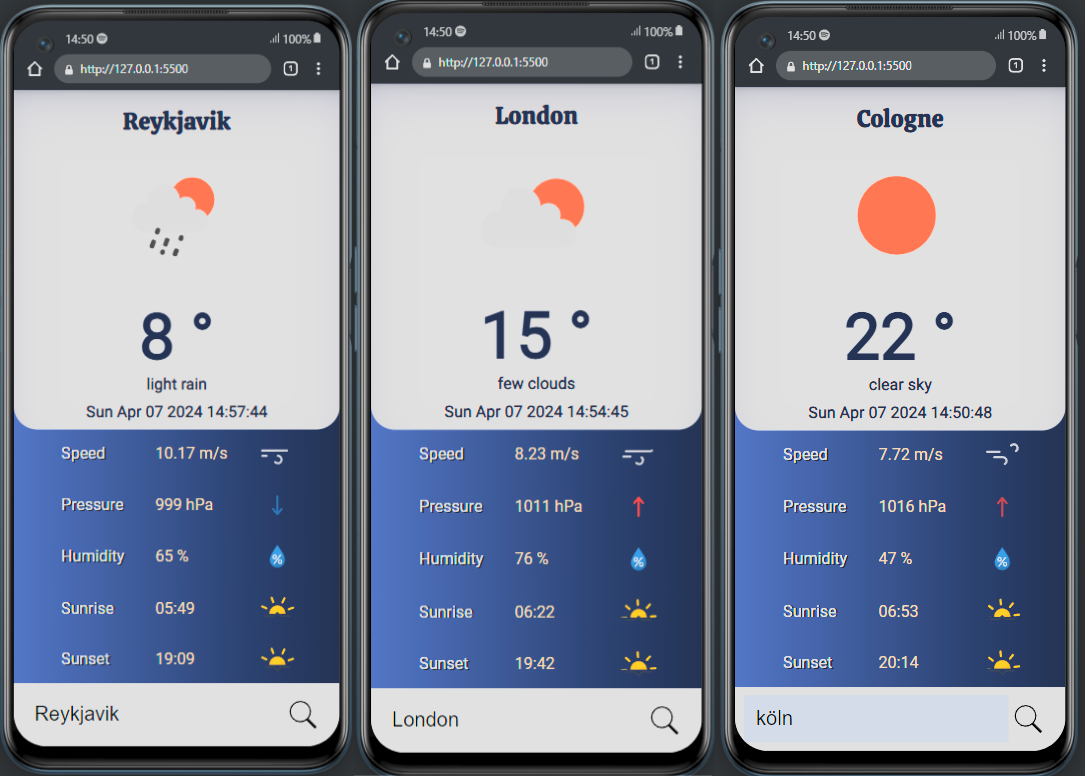 14:50 100%
http://127.0.0.1:5500 1
Reykjavik
8 °
light rain
Sun Apr 07 2024 14:57:44
Speed 10.17 m/s
Pressure 999 hPa
Humidity 65 % %
Sunrise 05:49
Sunset 19:09
Reykjavik
14:50 100%
http://127.0.0.1:5500 1
London
15 °
few clouds
Sun Apr 07 2024 14:54:45
Speed 8.23 m/s
Pressure 1011 hPa
Humidity 76 % %
Sunrise 06:22
Sunset 19:42
London
14:50 100%
http://127.0.0.1:5500 1
Cologne
22 °
clear sky
Sun Apr 07 2024 14:50:48
Speed 7.72 m/s
Pressure 1016 hPa
Humidity 47 % %
Sunrise 06:53
Sunset 20:14
köln